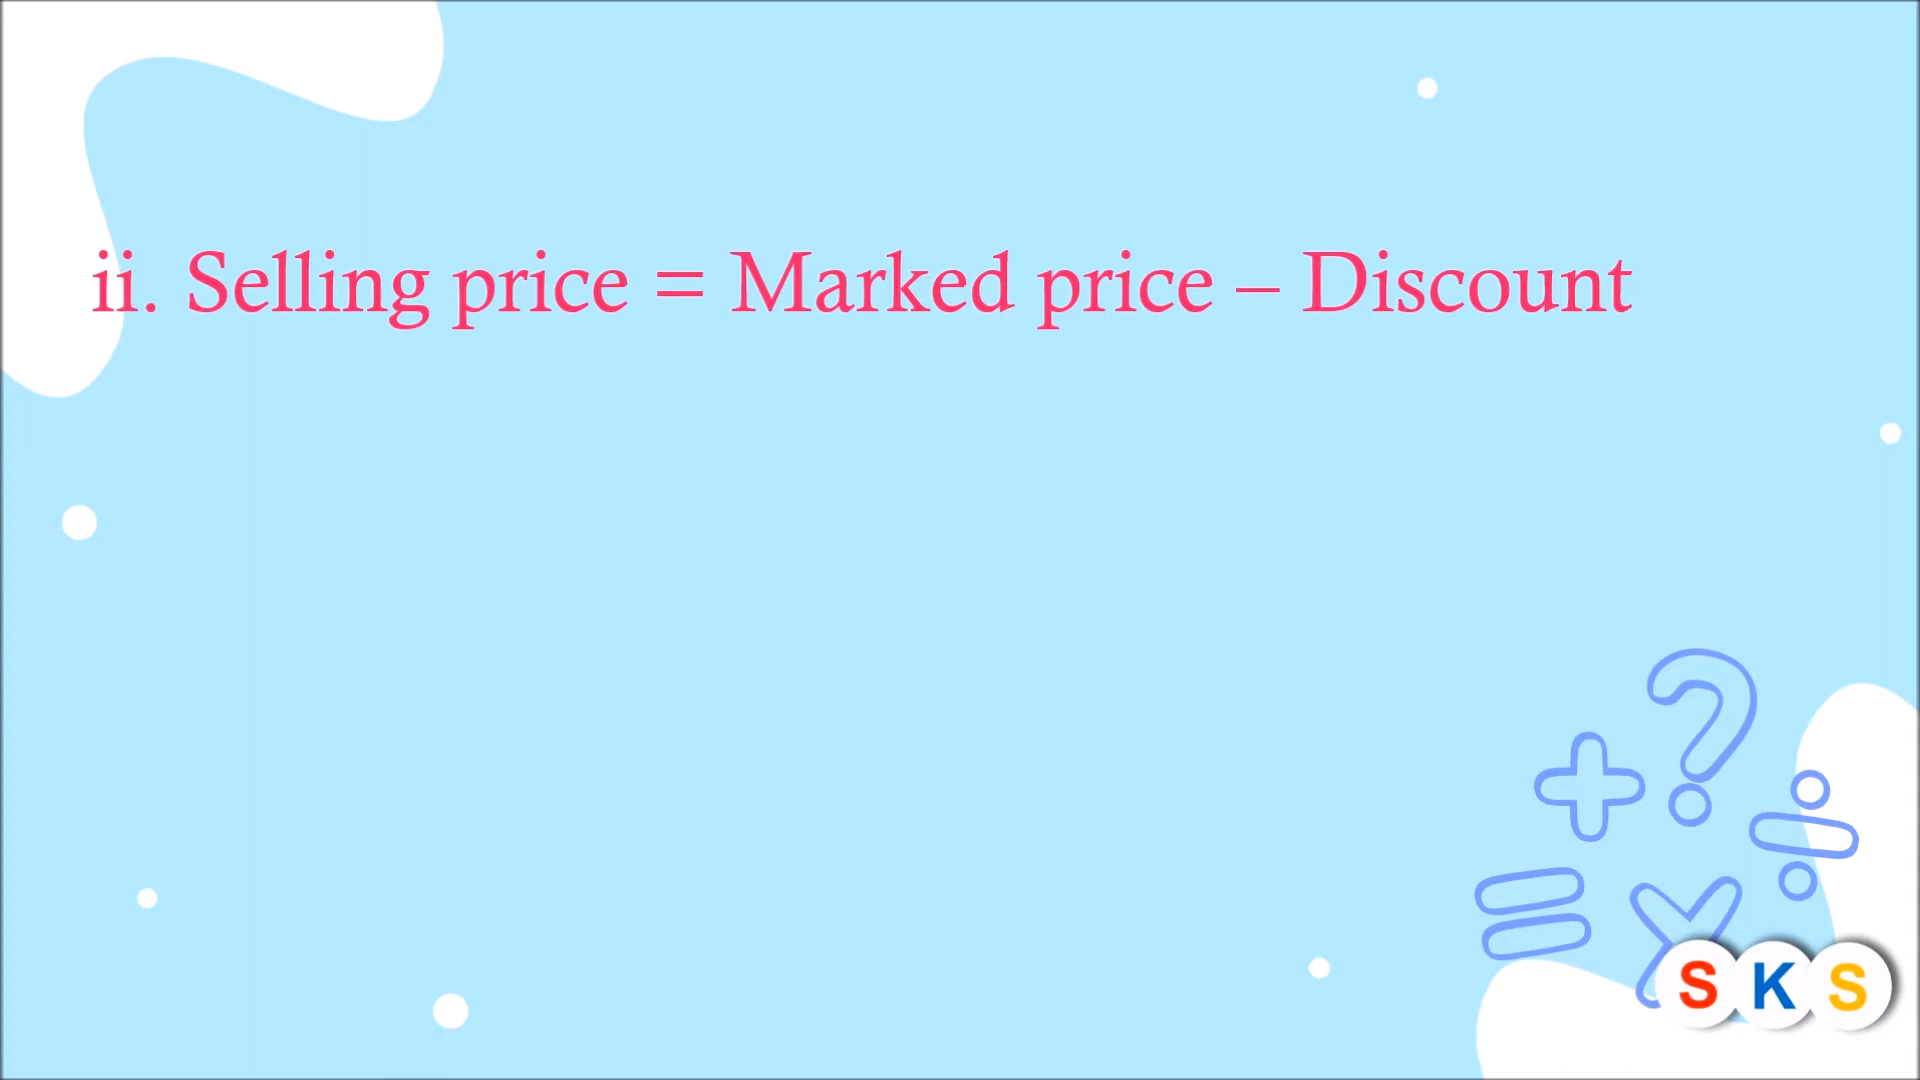 ii. Selling price = Marked price – Discount
SKS